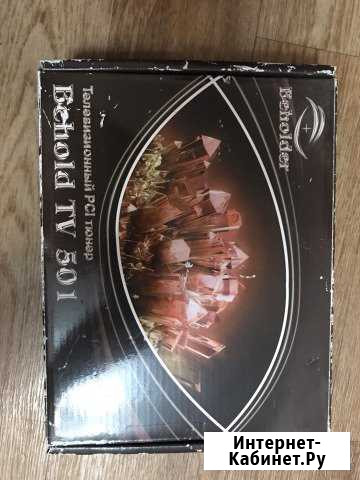 Beholder
Телевизионный PCI тюнер
Behold TV 501
Интернет-
Кабинет.Ру